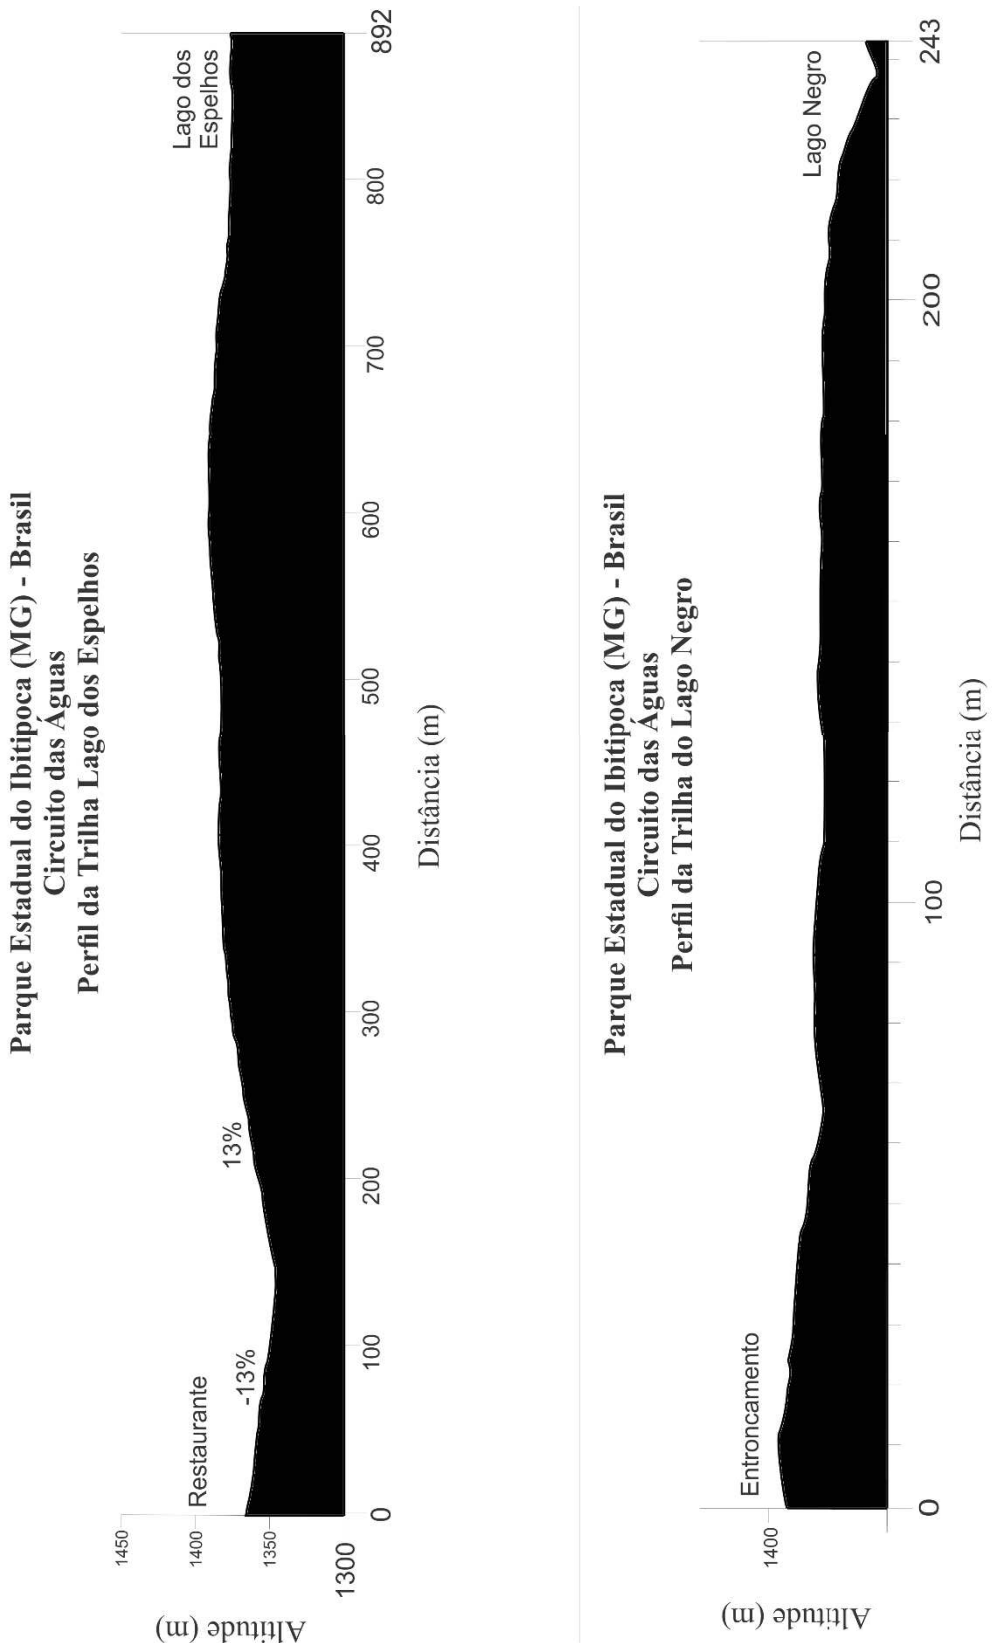 Parque Estadual do Ibitipoca (MG) - Brasil
Circuito das Águas
Perfil da Trilha Lago dos Espelhos
Altitude (m)
1450
1400
1350
1300
Restaurante
-13%
13%
Lago dos
Espelhos
0
100
200
300
400
500
600
700
800
892
Distância (m)
Parque Estadual do Ibitipoca (MG) - Brasil
Circuito das Águas
Perfil da Trilha do Lago Negro
Altitude (m)
1400
Entroncamento
Lago Negro
0
100
200
243
Distância (m)